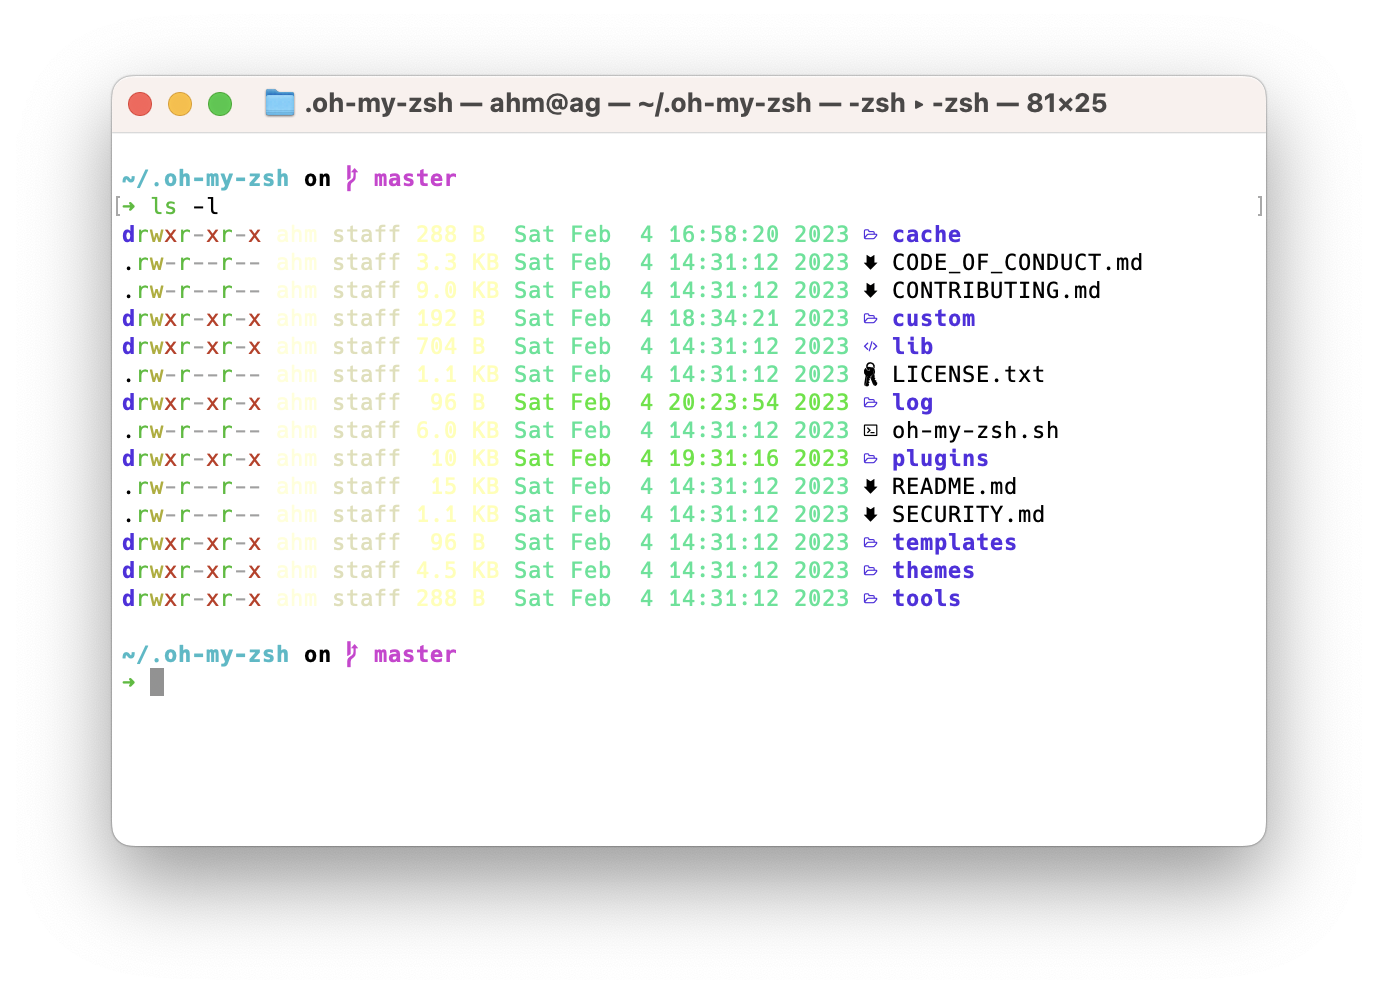 .oh-my-zsh — ahm@ag — ~/.oh-my-zsh — -zsh ▸ -zsh — 81×25
~/.oh-my-zsh on master
[➜ ls -l ]
drwxr-xr-x ahm staff 288 B Sat Feb 4 16:58:20 2023 cache
.rw-r--r-- ahm staff 3.3 KB Sat Feb 4 14:31:12 2023 CODE_OF_CONDUCT.md
.rw-r--r-- ahm staff 9.0 KB Sat Feb 4 14:31:12 2023 CONTRIBUTING.md
drwxr-xr-x ahm staff 192 B Sat Feb 4 18:34:21 2023 custom
drwxr-xr-x ahm staff 704 B Sat Feb 4 14:31:12 2023 </> lib
.rw-r--r-- ahm staff 1.1 KB Sat Feb 4 14:31:12 2023 LICENSE.txt
drwxr-xr-x ahm staff 96 B Sat Feb 4 20:23:54 2023 log
.rw-r--r-- ahm staff 6.0 KB Sat Feb 4 14:31:12 2023 oh-my-zsh.sh
drwxr-xr-x ahm staff 10 KB Sat Feb 4 19:31:16 2023 plugins
.rw-r--r-- ahm staff 15 KB Sat Feb 4 14:31:12 2023 README.md
.rw-r--r-- ahm staff 1.1 KB Sat Feb 4 14:31:12 2023 SECURITY.md
drwxr-xr-x ahm staff 96 B Sat Feb 4 14:31:12 2023 templates
drwxr-xr-x ahm staff 4.5 KB Sat Feb 4 14:31:12 2023 themes
drwxr-xr-x ahm staff 288 B Sat Feb 4 14:31:12 2023 tools
~/.oh-my-zsh on master
➜